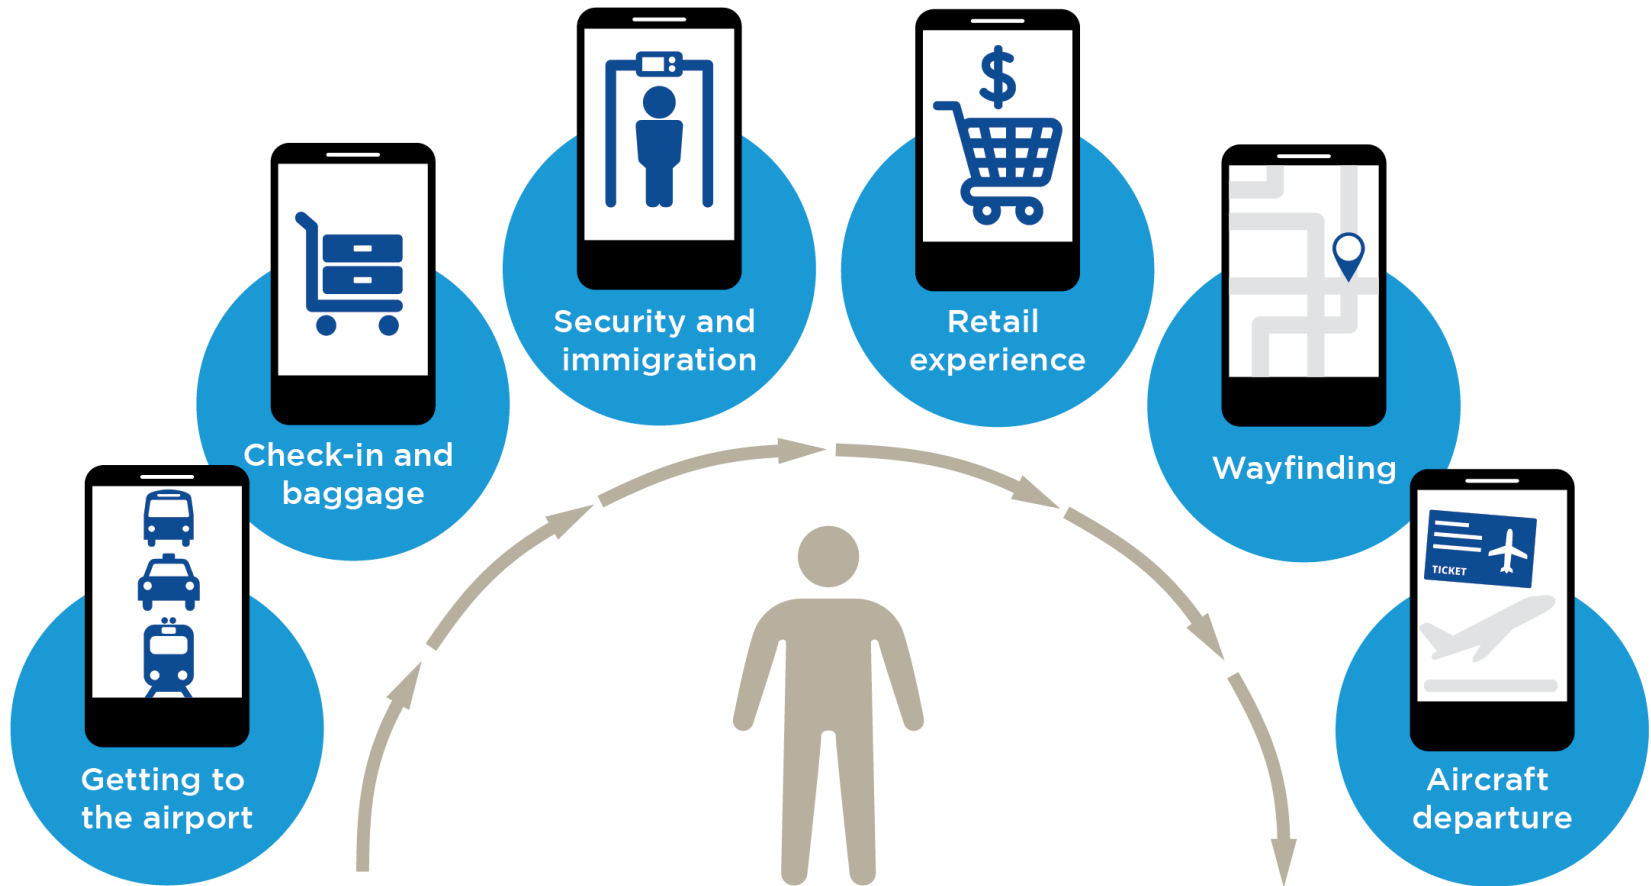 Getting to
the airport
Check-in and
baggage
Security and
immigration
$
Retail
experience
Wayfinding
TICKET
Aircraft
departure